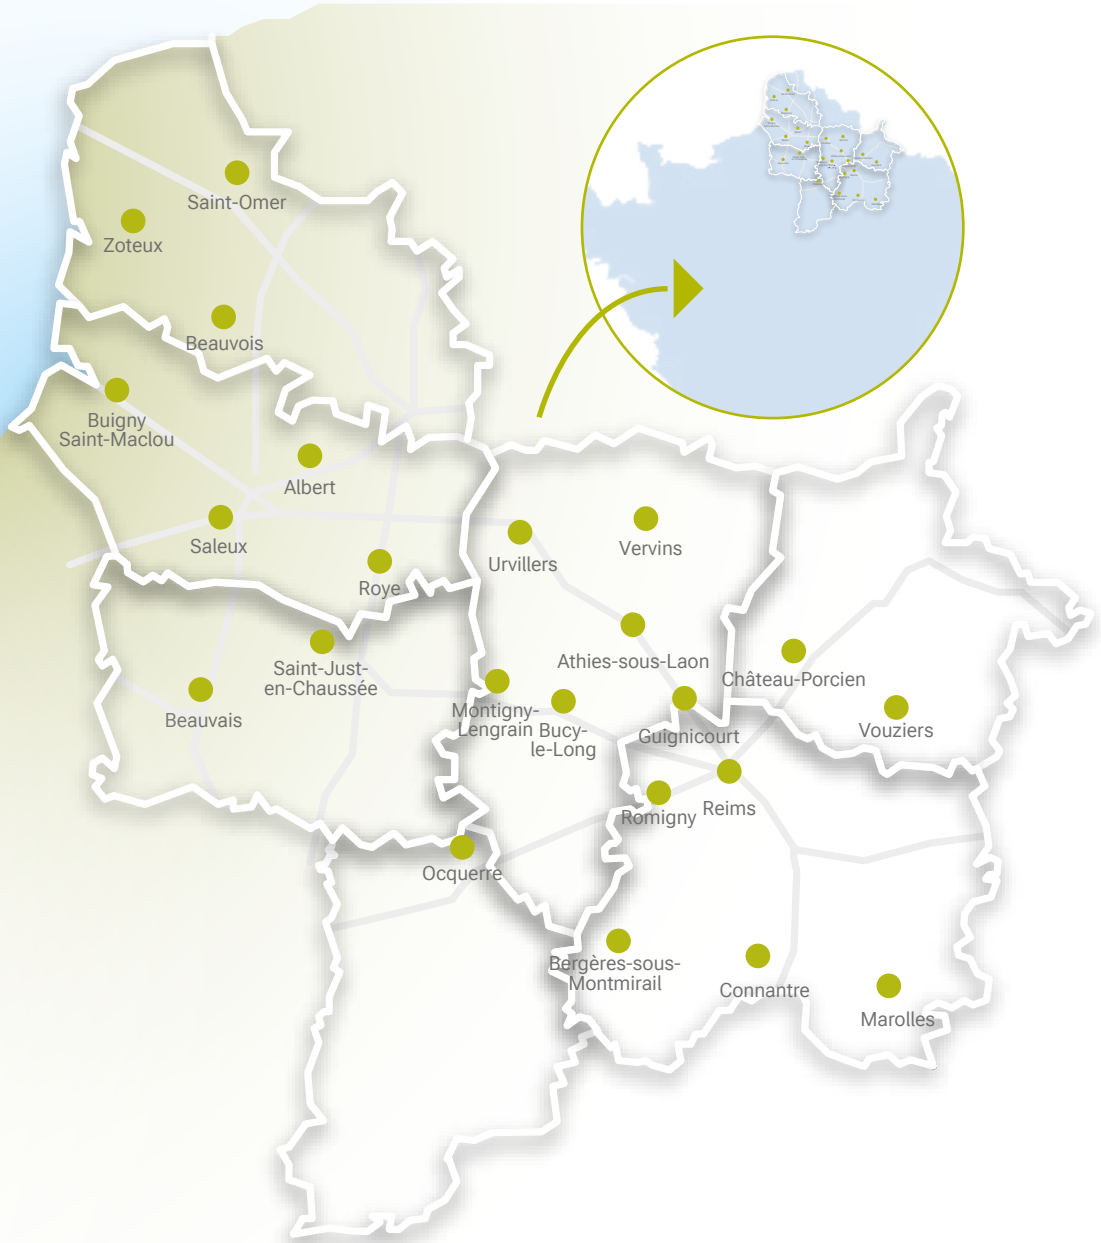 Saint-Omer
Zoteux
Beauvois
Buigny
Saint-Maclou
Albert
Saleux
Roye
Urvillers
Vervins
Saint-Just-
en-Chaussée
Beauvais
Athies-sous-Laon
Château-Porcien
Montigny-
Lengrain
Bucy-
le-Long
Guignicourt
Vouziers
Romigny
Reims
Ocquerre
Bergères-sous-
Montmirail
Connantre
Marolles